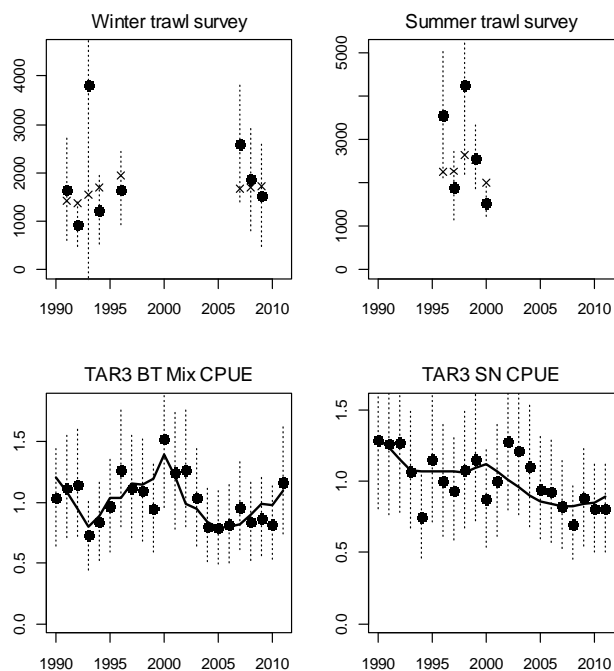 Winter trawl survey
0 1000 2000 3000 4000
1990 1995 2000 2005 2010
Summer trawl survey
0 1000 3000 5000
1990 1995 2000 2005 2010
TAR3 BT Mix CPUE
0.0 0.5 1.0 1.5
1990 1995 2000 2005 2010
TAR3 SN CPUE
0.0 0.5 1.0 1.5
1990 1995 2000 2005 2010